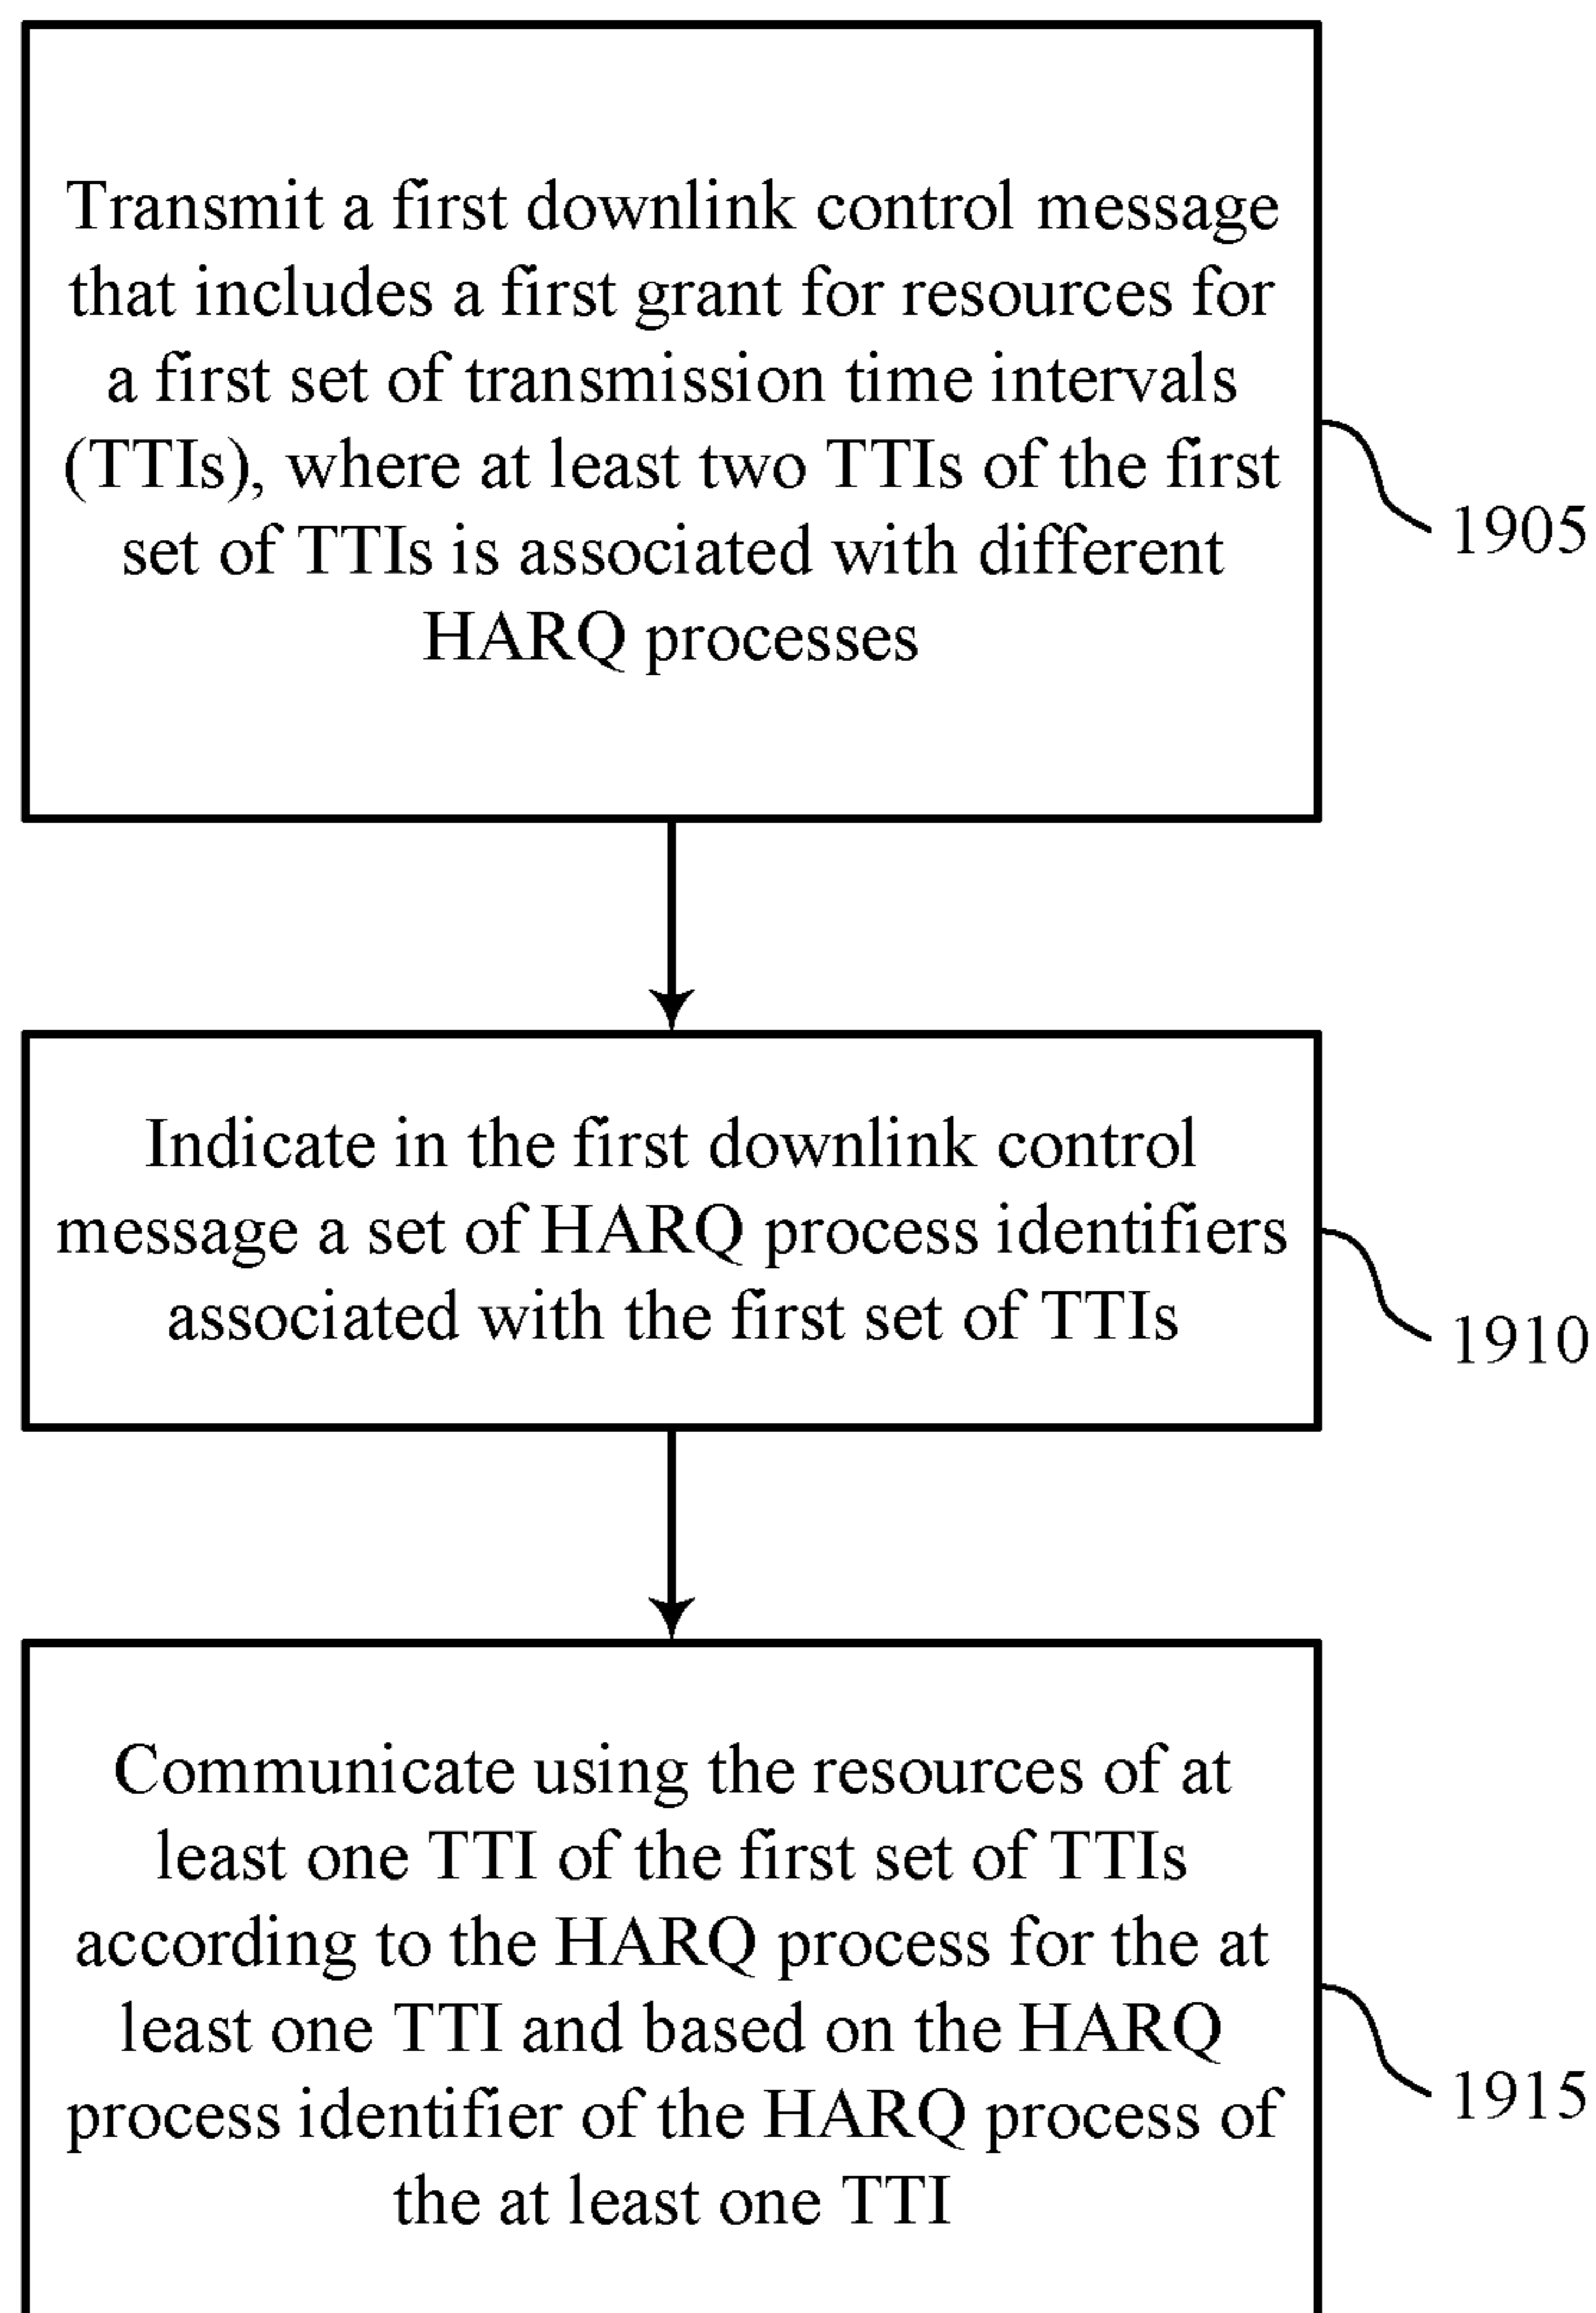 Transmit a first downlink control message
that includes a first grant for resources for
a first set of transmission time intervals
(TTIs), where at least two TTIs of the first
set of TTIs is associated with different
HARQ processes
1905
Indicate in the first downlink control
message a set of HARQ process identifiers
associated with the first set of TTIs
1910
Communicate using the resources of at
least one TTI of the first set of TTIs
according to the HARQ process for the at
least one TTI and based on the HARQ
process identifier of the HARQ process of
the at least one TTI
1915